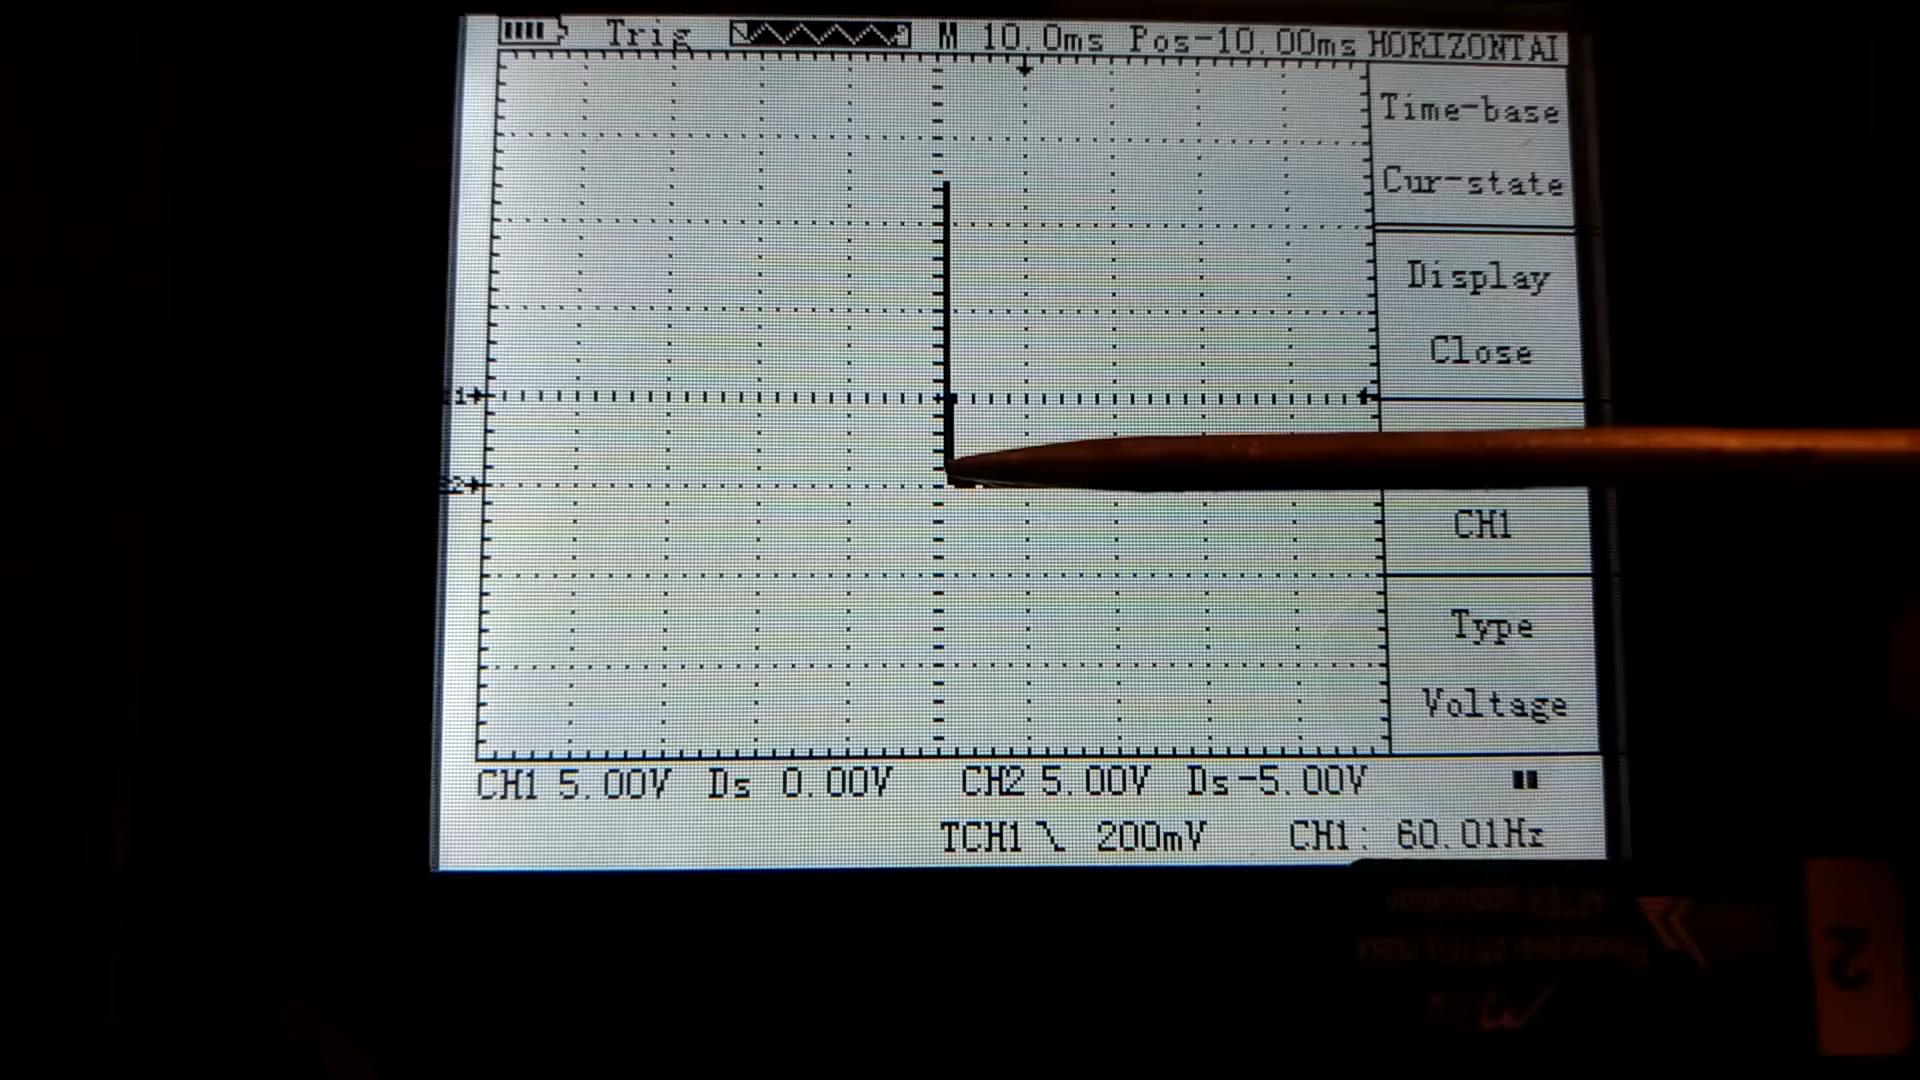 Trig M 10.0ms Pos-10.00ms HORIZONTAL
Time-base
Cur-state
Display
Close
CH1
Type
Voltage
CH1 5.00V Ds 0.00V CH2 5.00V Ds-5.00V
TCH1 200mV CH1: 60.01Hz
2